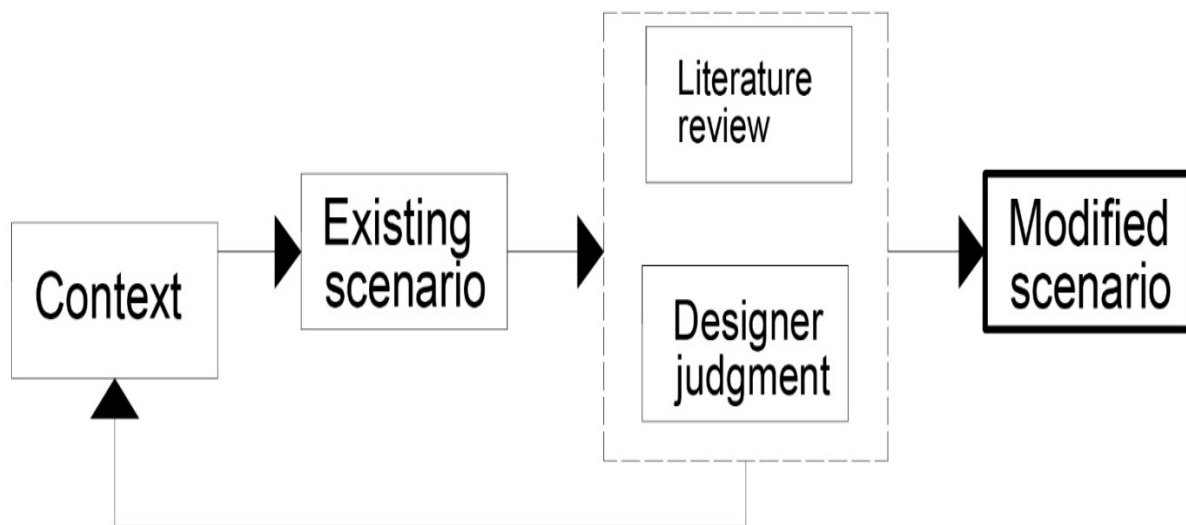 Context
Existing
scenario
Literature
review
Designer
judgment
Modified
scenario